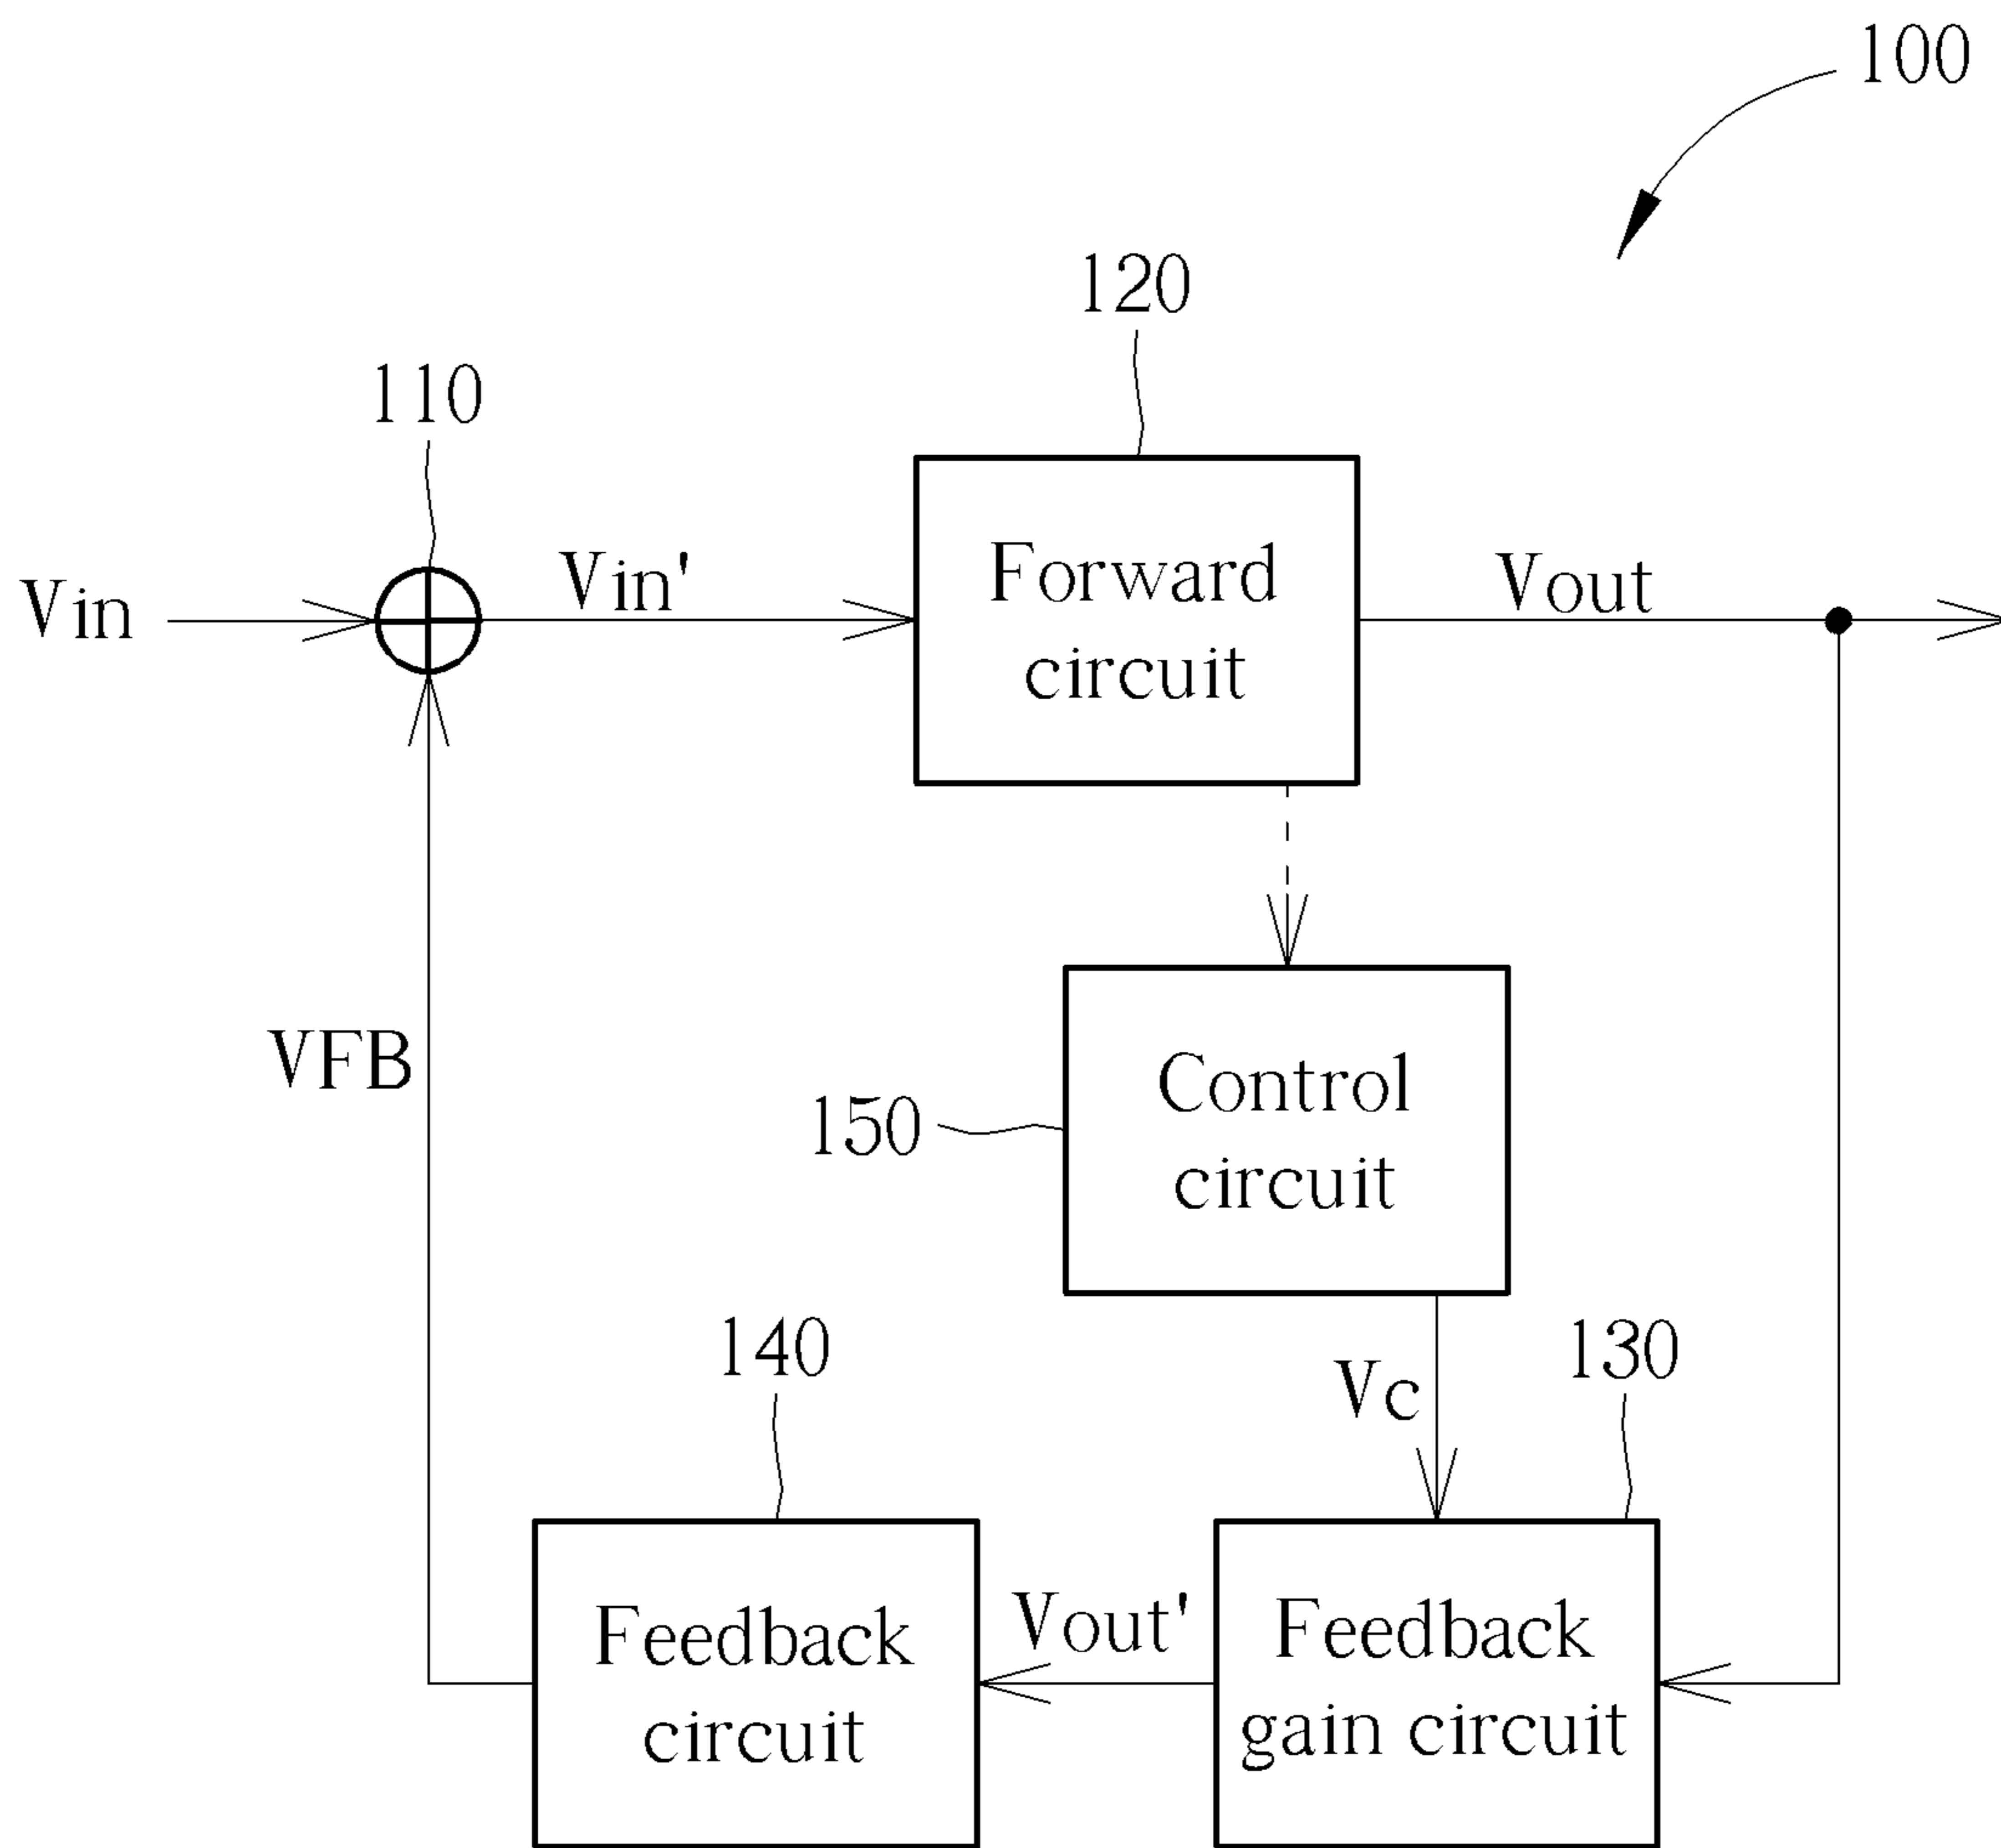 100
120
110
Vin
Vin'
Forward
circuit
Vout
VFB
150
Control
circuit
140
Vc
130
Feedback
circuit
Vout'
Feedback
gain circuit